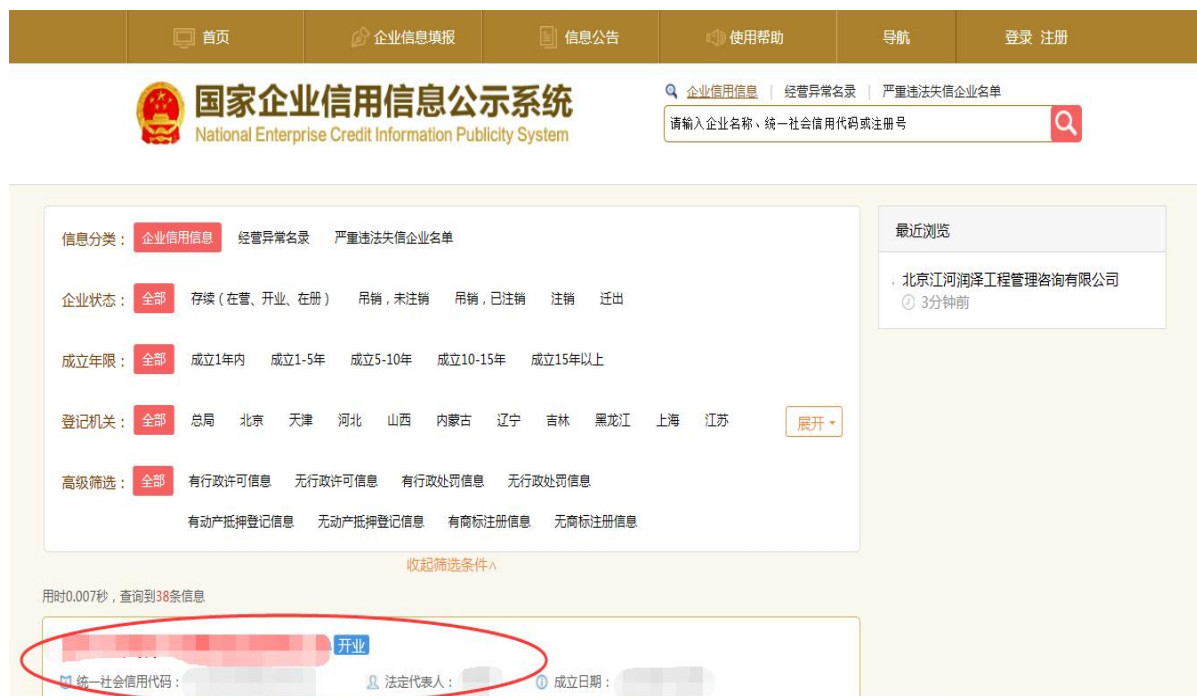 首页 企业信息填报 信息公告 使用帮助 导航 登录 注册
国家企业信用信息公示系统
National Enterprise Credit Information Publicity System
企业信用信息 | 经营异常名录 | 严重违法失信企业名单
请输入企业名称、统一社会信用代码或注册号
信息分类： 企业信用信息 经营异常名录 严重违法失信企业名单
企业状态： 全部 存续（在营、开业、在册） 吊销，未注销 吊销，已注销 注销 迁出
成立年限： 全部 成立1年内 成立1-5年 成立5-10年 成立10-15年 成立15年以上
登记机关： 全部 总局 北京 天津 河北 山西 内蒙古 辽宁 吉林 黑龙江 上海 江苏 展开
高级筛选： 全部 有行政许可信息 无行政许可信息 有行政处罚信息 无行政处罚信息
有动产抵押登记信息 无动产抵押登记信息 有商标注册信息 无商标注册信息
收起筛选条件∧
最近浏览
北京江河润泽工程管理咨询有限公司
3分钟前
用时0.007秒，查询到38条信息
开业
统一社会信用代码： 法定代表人： 成立日期：